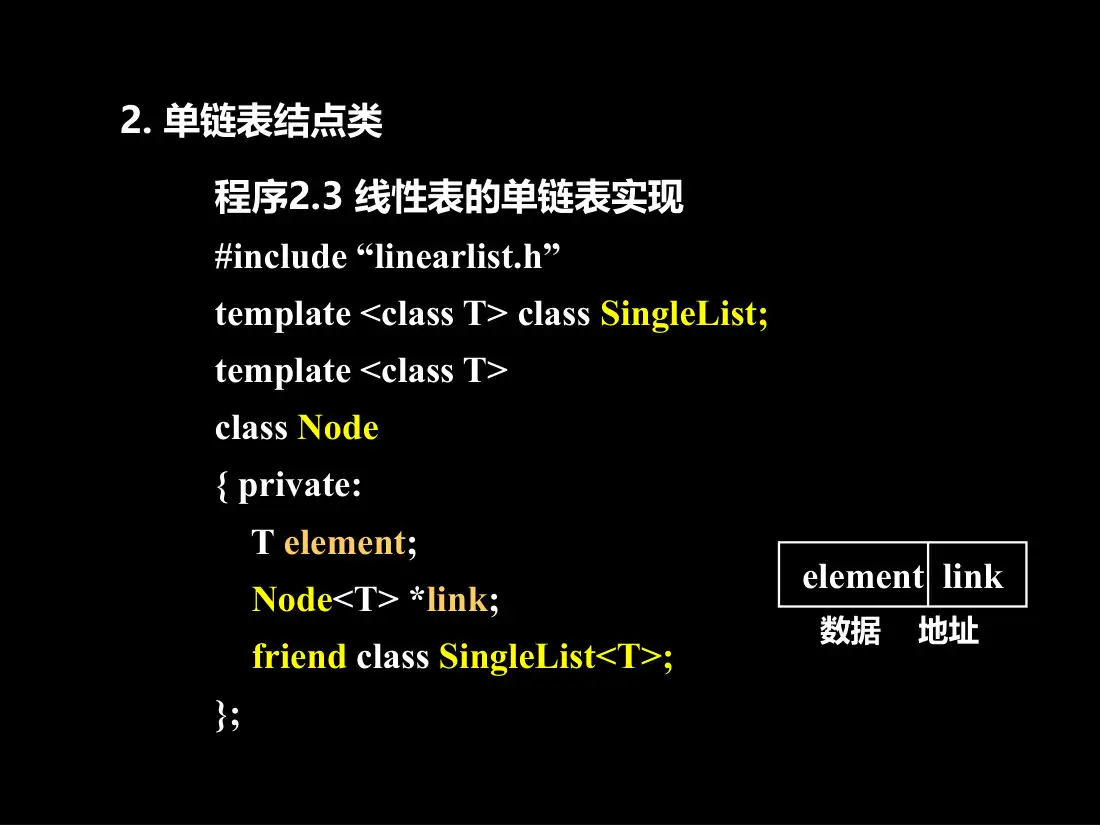 2. 单链表结点类
程序2.3 线性表的单链表实现
#include “linearlist.h”
template <class T> class SingleList;
template <class T>
class Node
{ private:
T element;
Node<T> *link;
friend class SingleList<T>;
};
element link
数据 地址